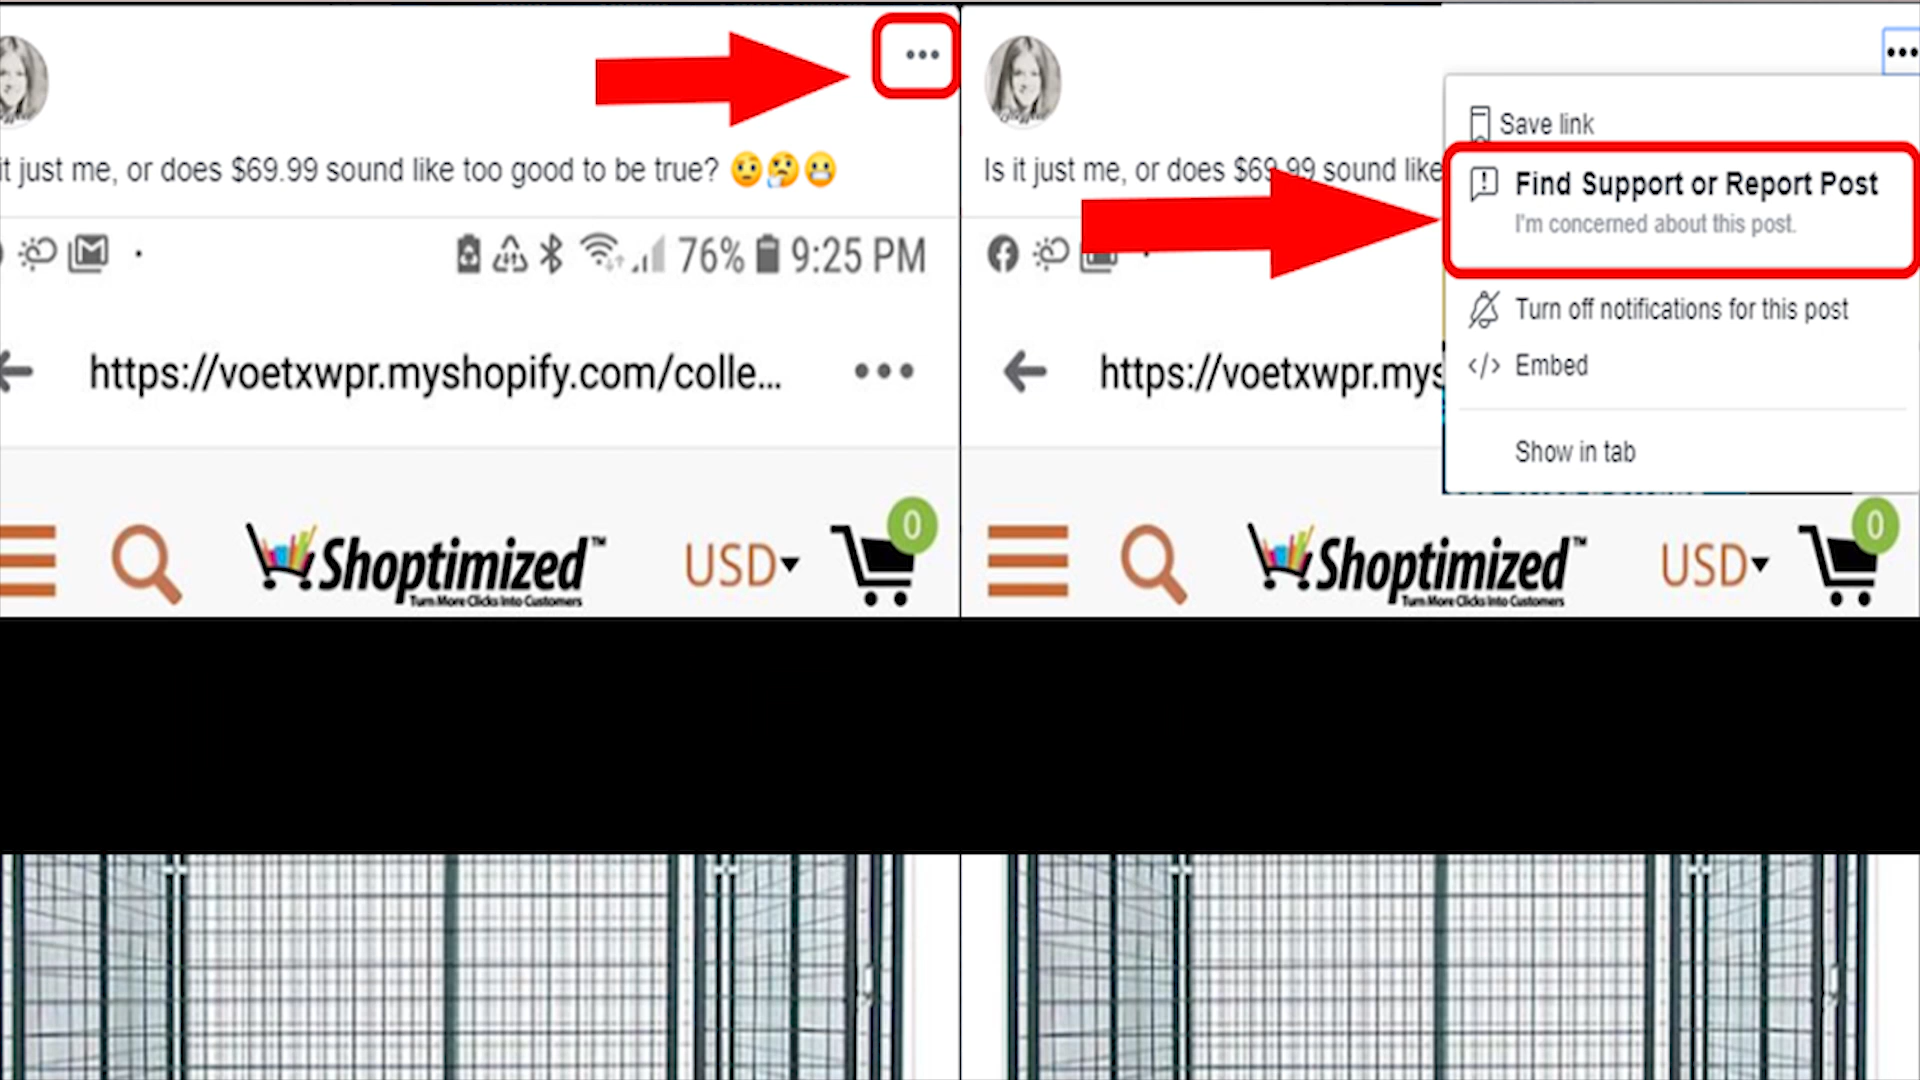 it just me, or does $69.99 sound like too good to be true? 😟🤔😬
76% 9:25 PM
https://voetxwpr.myshopify.com/colle...
Shoptimized™
Turn More Clicks Into Customers
USD
0
Is it just me, or does $69.99 sound like
https://voetxwpr.mys
Save link
Find Support or Report Post
I'm concerned about this post.
Turn off notifications for this post
Embed
Show in tab
Shoptimized™
Turn More Clicks Into Customers
USD
0